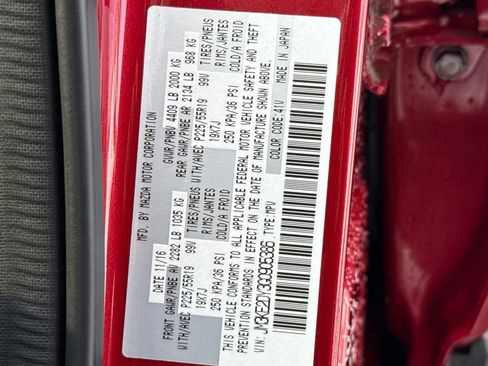 MFD. BY MAZDA MOTOR CORPORATION
DATE 11/16 GVWR/PNBV 4409 LB 2000 KG
FRONT GAWR/PNBE AV 2282 LB 1035 KG REAR GAWR/PNBE AR 2134 LB 968 KG
WITH/AVEC P225/55R19 99V TIRES/PNEUS WITH/AVEC P225/55R19 99V TIRES/PNEUS
19X7J RIMS/JANTES 19X7J RIMS/JANTES
250 KPA/36 PSI COLD/A FROID 250 KPA/36 PSI COLD/A FROID
THIS VEHICLE CONFORMS TO ALL APPLICABLE FEDERAL MOTOR VEHICLE SAFETY AND THEFT
PREVENTION STANDARDS IN EFFECT ON THE DATE OF MANUFACTURE SHOWN ABOVE.
VIN: TYPE:MPV COLOR CODE:41V MADE IN JAPAN